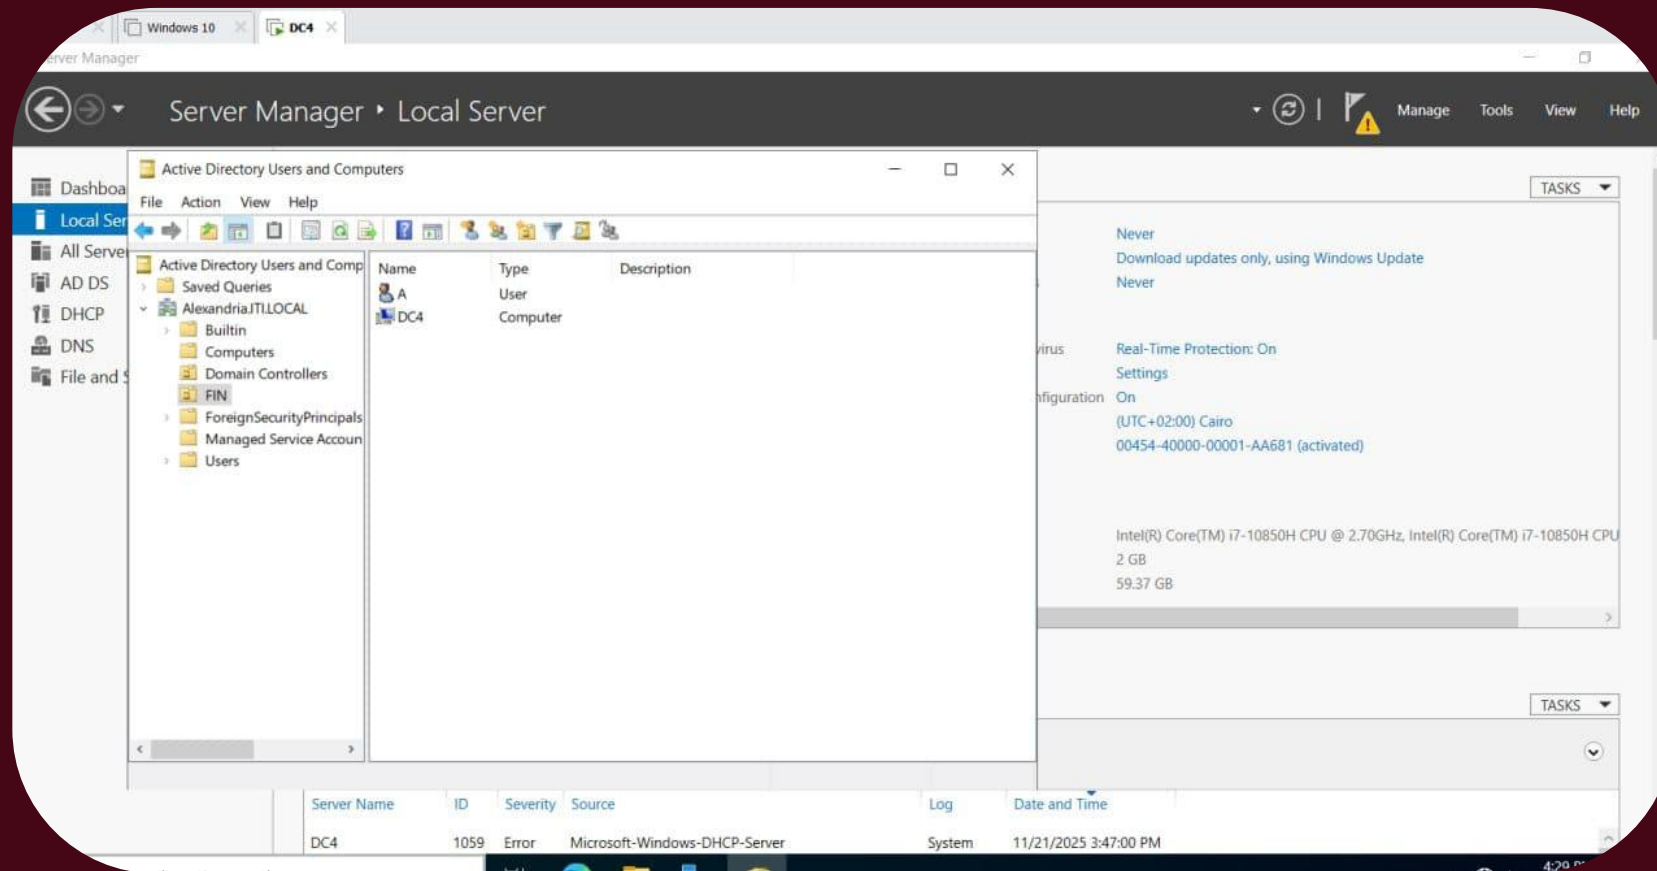 Windows 10
DC4
Server Manager
Server Manager • Local Server
Manage Tools View Help
Dashboa
Local Ser
All Server
AD DS
DHCP
DNS
File and S
Active Directory Users and Computers
File Action View Help
Active Directory Users and Comp
Saved Queries
Alexandria.ITI.LOCAL
Builtin
Computers
Domain Controllers
FIN
ForeignSecurityPrincipals
Managed Service Accoun
Users
Name Type Description
A User
DC4 Computer
TASKS
Never
Download updates only, using Windows Update
Never
virus Real-Time Protection: On
Settings
nfiguration On
(UTC+02:00) Cairo
00454-40000-00001-AA681 (activated)
Intel(R) Core(TM) i7-10850H CPU @ 2.70GHz, Intel(R) Core(TM) i7-10850H CPU
2 GB
59.37 GB
TASKS
Server Name ID Severity Source Log Date and Time
DC4 1059 Error Microsoft-Windows-DHCP-Server System 11/21/2025 3:47:00 PM
4:29